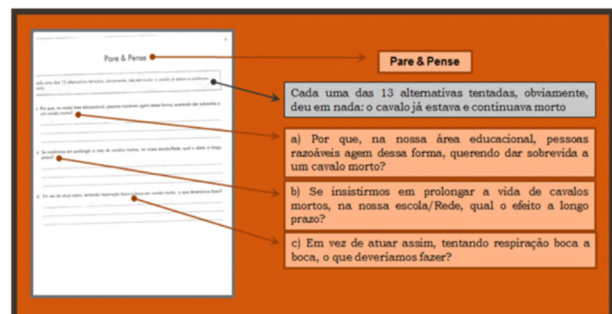 Pare & Pense
Pare & Pense
Cada uma das 13 alternativas tentadas, obviamente,
deu em nada: o cavalo já estava e continuava morto
a) Por que, na nossa área educacional, pessoas
razoáveis agem dessa forma, querendo dar sobrevida a
um cavalo morto?
b) Se insistirmos em prolongar a vida de cavalos
mortos, na nossa escola/Rede, qual o efeito a longo
prazo?
c) Em vez de atuar assim, tentando respiração boca a
boca, o que deveríamos fazer?